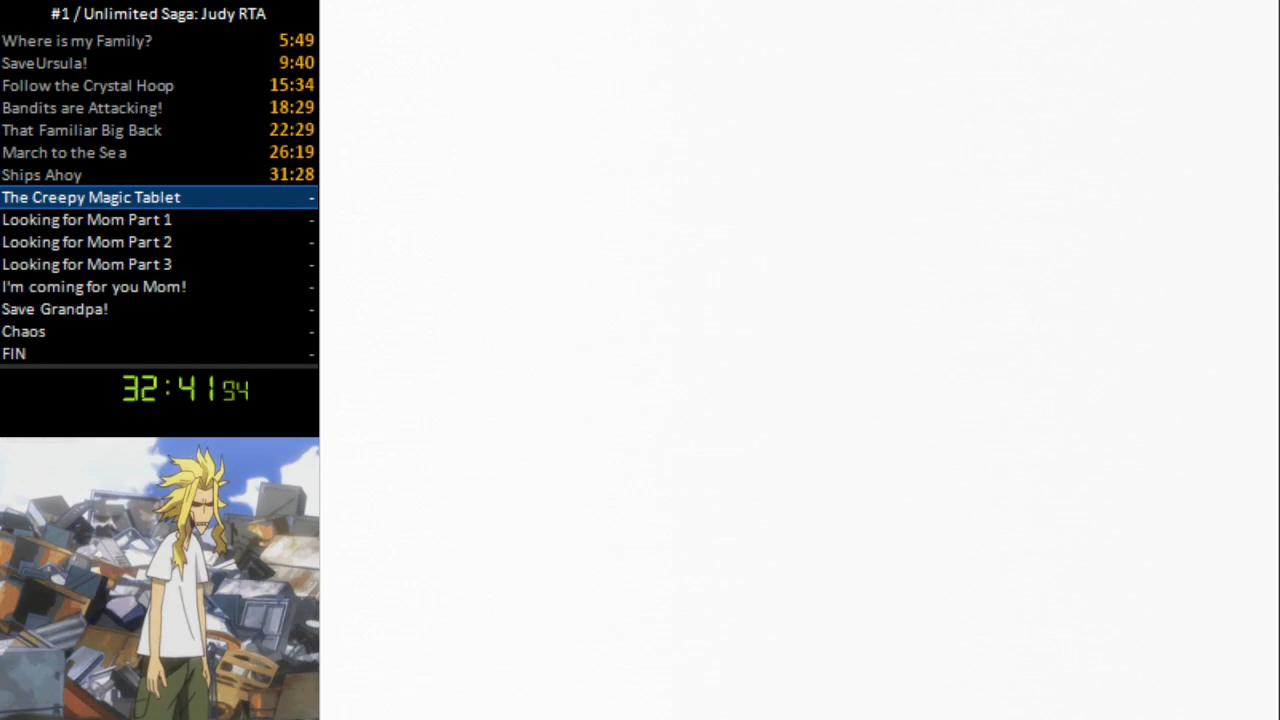 #1 / Unlimited Saga: Judy RTA
Where is my Family? 5:49
SaveUrsula! 9:40
Follow the Crystal Hoop 15:34
Bandits are Attacking! 18:29
That Familiar Big Back 22:29
March to the Sea 26:19
Ships Ahoy 31:28
The Creepy Magic Tablet -
Looking for Mom Part 1 -
Looking for Mom Part 2 -
Looking for Mom Part 3 -
I'm coming for you Mom! -
Save Grandpa! -
Chaos -
FIN -
32:41 94